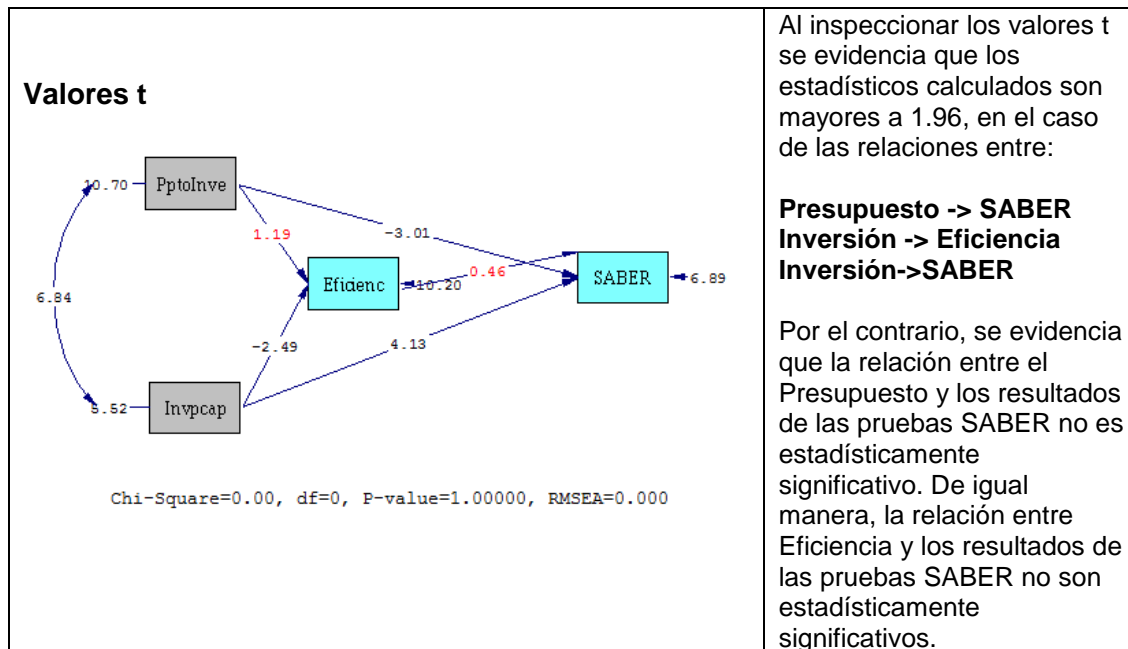 Valores t
10.70
PptoInve
-3.01
1.19
0.46
Eficienc
-10.20
SABER
6.89
6.84
-2.49
4.13
Invpcap
Chi-Square=0.00, df=0, P-value=1.00000, RMSEA=0.000
Al inspeccionar los valores t
se evidencia que los
estadísticos calculados son
mayores a 1.96, en el caso
de las relaciones entre:
Presupuesto -> SABER
Inversión -> Eficiencia
Inversión->SABER
Por el contrario, se evidencia
que la relación entre el
Presupuesto y los resultados
de las pruebas SABER no es
estadísticamente
significativo. De igual
manera, la relación entre
Eficiencia y los resultados de
las pruebas SABER no son
estadísticamente
significativos.